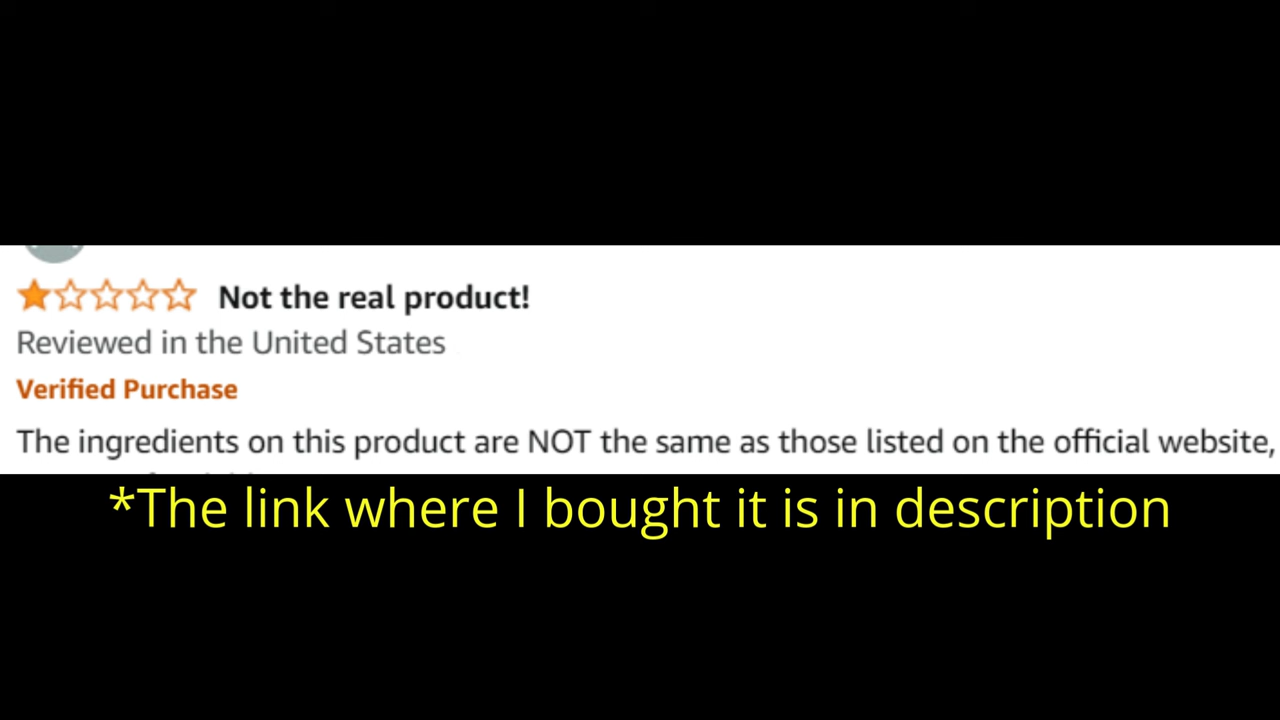 Not the real product!
Reviewed in the United States
Verified Purchase
The ingredients on this product are NOT the same as those listed on the official website,
*The link where I bought it is in description